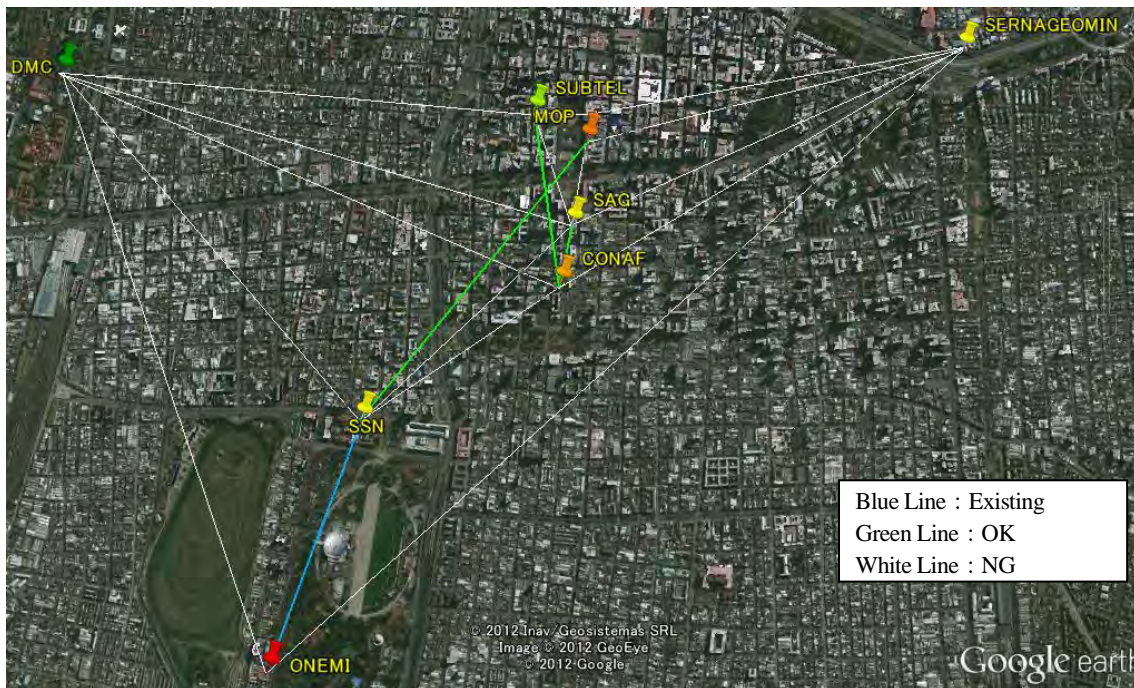 SERNAGEOMIN
DMC
SUBTEL
MOP
SAG
CONAF
SSN
Blue Line : Existing
Green Line : OK
White Line : NG
ONEMI
© 2012 Inav/Geosistemas SRL
Image © 2012 GeoEye
© 2012 Google
Google earth